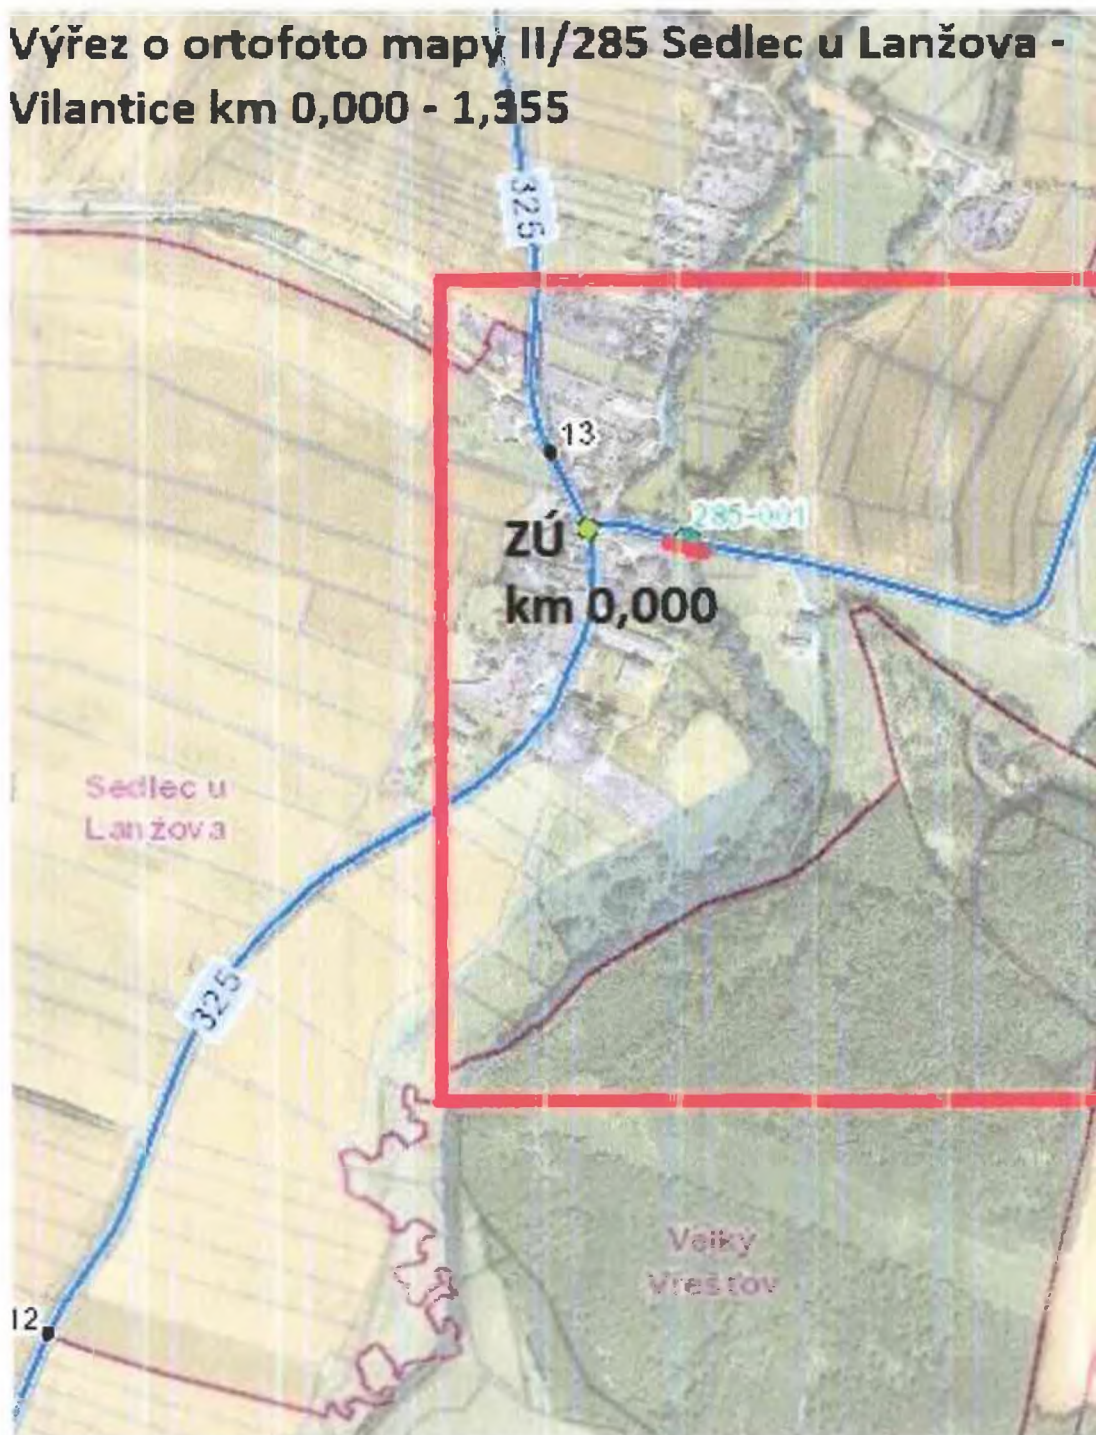 Výřez o ortofoto mapy II/285 Sedlec u Lanžova -
Vilantice km 0,000 - 1,355
325
13
285-001
ZÚ
km 0,000
Sedlec u
Lanžova
325
Velký
Vřešťov
12